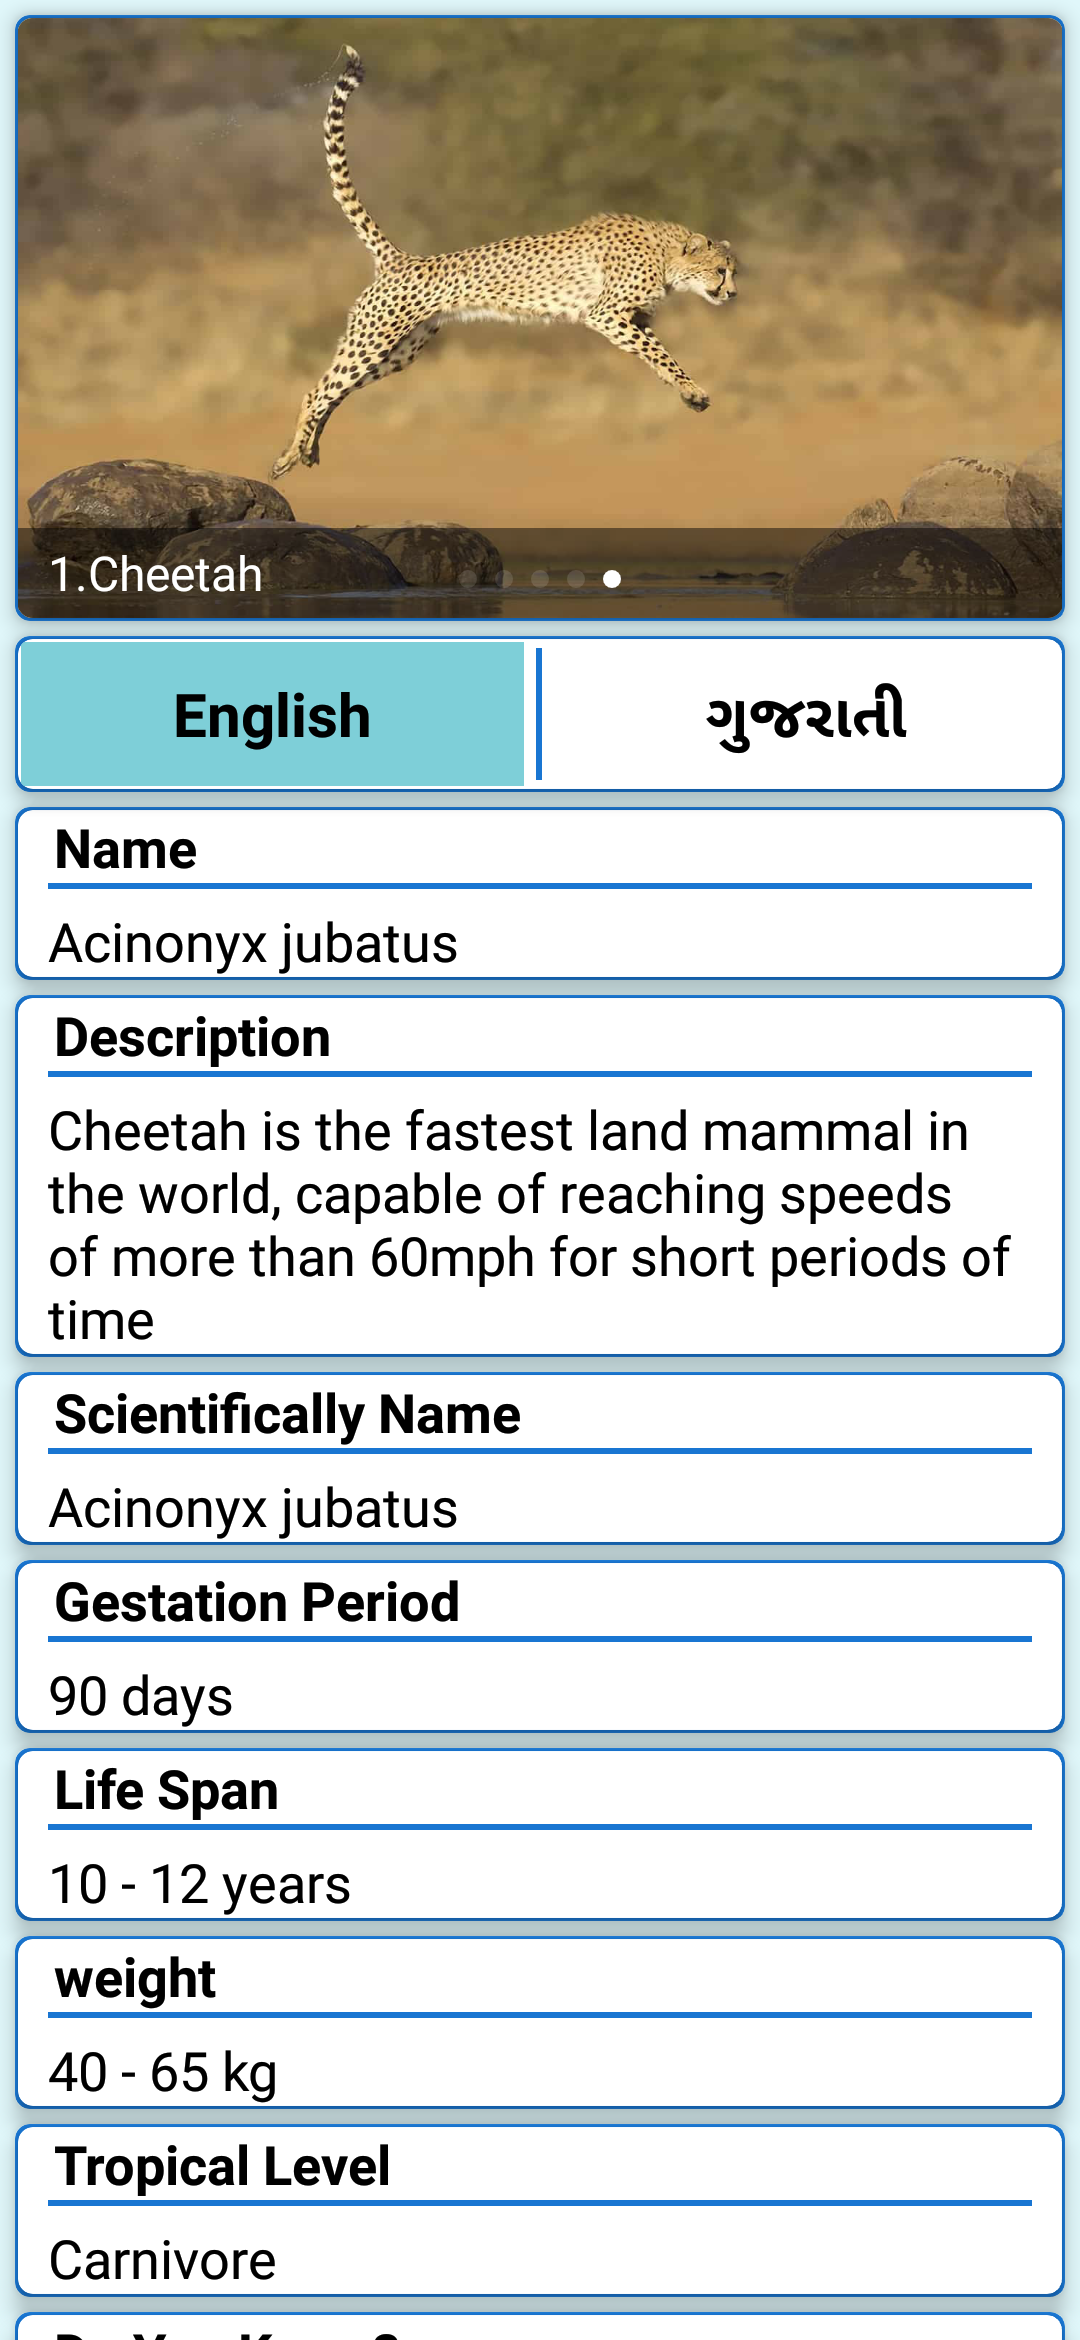 1.Cheetah
English
ગુજરાતી
Name
Acinonyx jubatus
Description
Cheetah is the fastest land mammal in
the world, capable of reaching speeds
of more than 60mph for short periods of
time
Scientifically Name
Acinonyx jubatus
Gestation Period
90 days
Life Span
10 - 12 years
weight
40 - 65 kg
Tropical Level
Carnivore